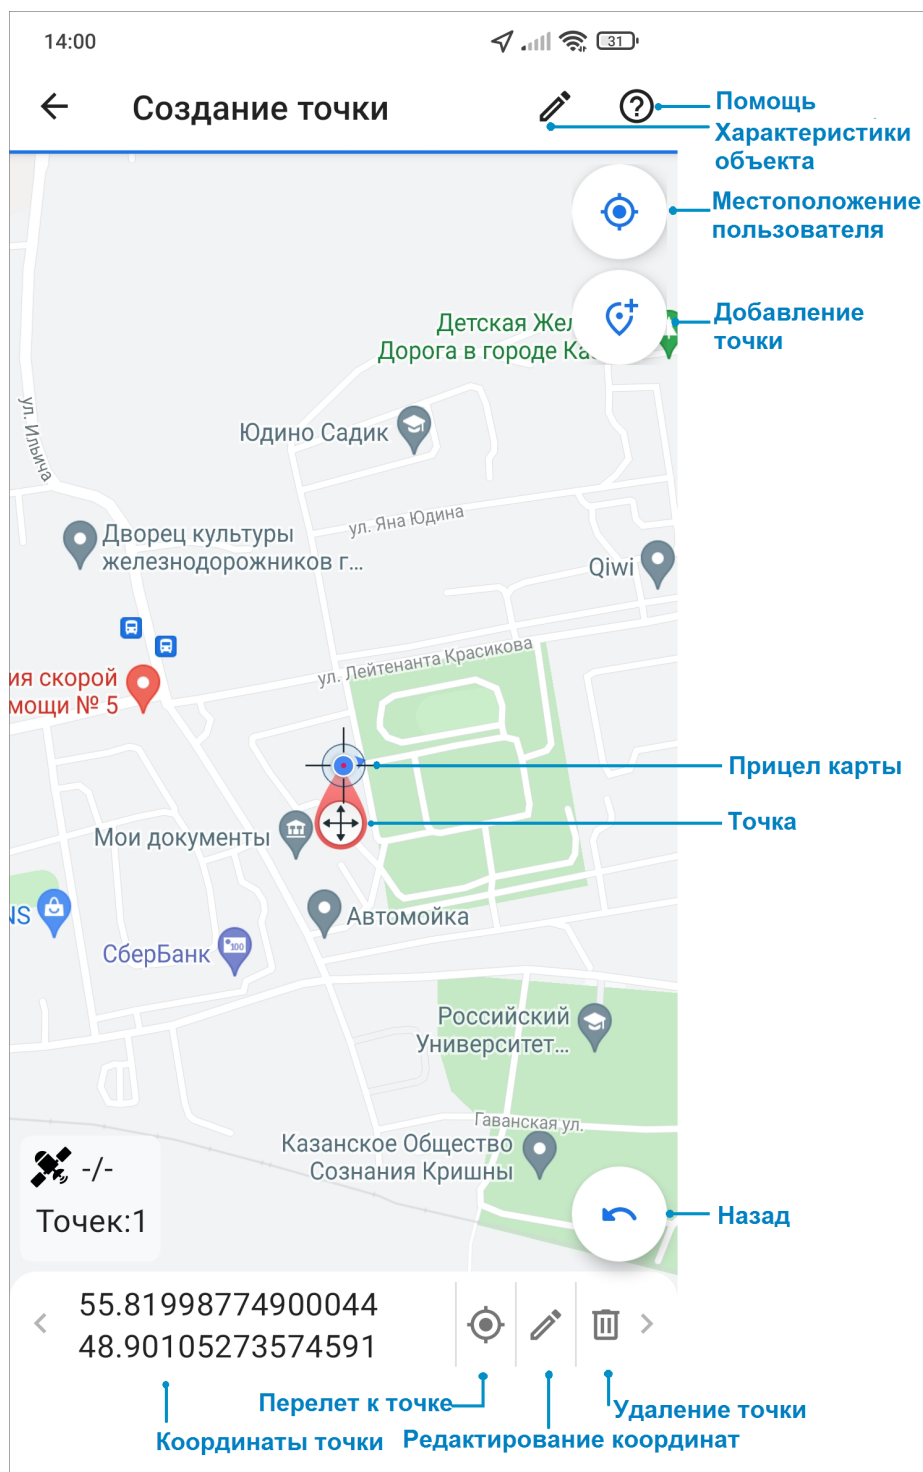 14:00
31
Создание точки
Помощь
Характеристики
объекта
Местоположение
пользователя
Добавление
точки
Детская Жел
Дорога в городе Ка
ул. Ильича
Юдино Садик
ул. Яна Юдина
Дворец культуры
железнодорожников г...
Qiwi
ул. Лейтенанта Красикова
ия скорой
мощи № 5
Прицел карты
Точка
Мои документы
NS
Автомойка
СберБанк
100
Российский
Университет...
Гаванская ул.
Казанское Общество
Сознания Кришны
-/-
Точек:1
Назад
55.81998774900044
48.90105273574591
Перелет к точке
Удаление точки
Координаты точки
Редактирование координат